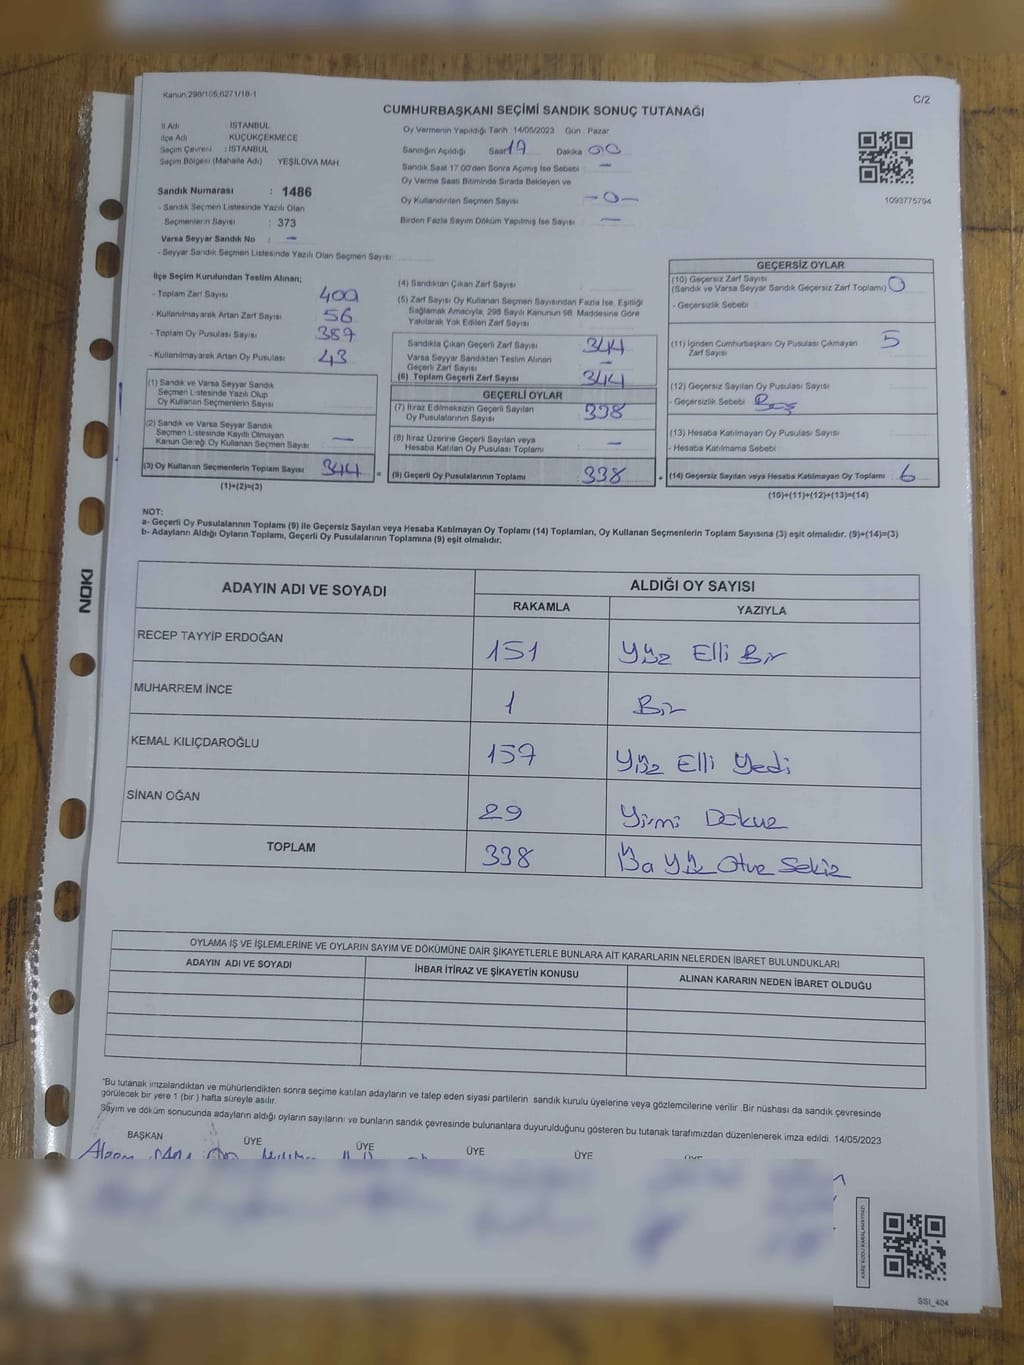 Kanun:298/105;6271/18-1
C/2
CUMHURBAŞKANI SEÇİMİ SANDIK SONUÇ TUTANAĞI
İl Adı : İSTANBUL
İlçe Adı : KÜÇÜKÇEKMECE
Seçim Çevresi : İSTANBUL
Seçim Bölgesi (Mahalle Adı) YEŞİLOVA MAH.
Sandık Numarası : 1486
- Sandık Seçmen Listesinde Yazılı Olan
Seçmenlerin Sayısı : 373
Varsa Seyyar Sandık No : –
- Seyyar Sandık Seçmen Listesinde Yazılı Olan Seçmen Sayısı:
Oy Vermenin Yapıldığı Tarih 14/05/2023 Gün : Pazar
Sandığın Açıldığı Saat 17 Dakika 00
Sandık Saat 17.00'den Sonra Açılmış İse Sebebi : –
Oy Verme Saati Bitiminde Sırada Bekleyen ve
Oy Kullandırılan Seçmen Sayısı -0-
Birden Fazla Sayım Döküm Yapılmış İse Sayısı : –
1093775794
İlçe Seçim Kurulundan Teslim Alınan;
- Toplam Zarf Sayısı 400
- Kullanılmayarak Artan Zarf Sayısı : 56
- Toplam Oy Pusulası Sayısı : 387
- Kullanılmayarak Artan Oy Pusulası : 43
(1) Sandık ve Varsa Seyyar Sandık
Seçmen Listesinde Yazılı Olup
Oy Kullanan Seçmenlerin Sayısı
(2) Sandık ve Varsa Seyyar Sandık
Seçmen Listesinde Kayıtlı Olmayan
Kanun Gereği Oy Kullanan Seçmen Sayısı : –
(3) Oy Kullanan Seçmenlerin Toplam Sayısı : 344 =
(1)+(2)=(3)
(4) Sandıktan Çıkan Zarf Sayısı :
(5) Zarf Sayısı Oy Kullanan Seçmen Sayısından Fazla İse, Eşitliği
Sağlamak Amacıyla, 298 Sayılı Kanunun 98. Maddesine Göre
Yakılarak Yok Edilen Zarf Sayısı
Sandıkta Çıkan Geçerli Zarf Sayısı : 344
Varsa Seyyar Sandıktan Teslim Alınan
Geçerli Zarf Sayısı : –
(6) Toplam Geçerli Zarf Sayısı : 344
GEÇERLİ OYLAR
(7) İtiraz Edilmeksizin Geçerli Sayılan
Oy Pusulalarının Sayısı : 338
(8) İtiraz Üzerine Geçerli Sayılan veya
Hesaba Katılan Oy Pusulası Toplamı : –
(9) Geçerli Oy Pusulalarının Toplamı : 338 +
GEÇERSİZ OYLAR
(10) Geçersiz Zarf Sayısı
(Sandık ve Varsa Seyyar Sandık Geçersiz Zarf Toplamı) 0
- Geçersizlik Sebebi :
(11) İçinden Cumhurbaşkanı Oy Pusulası Çıkmayan : 5
Zarf Sayısı
(12) Geçersiz Sayılan Oy Pusulası Sayısı :
- Geçersizlik Sebebi
(13) Hesaba Katılmayan Oy Pusulası Sayısı :
- Hesaba Katılmama Sebebi
(14) Geçersiz Sayılan veya Hesaba Katılmayan Oy Toplamı : 6
(10)+(11)+(12)+(13)=(14)
NOT:
a- Geçerli Oy Pusulalarının Toplamı (9) ile Geçersiz Sayılan veya Hesaba Katılmayan Oy Toplamı (14) Toplamları, Oy Kullanan Seçmenlerin Toplam Sayısına (3) eşit olmalıdır. (9)+(14)=(3)
b- Adayların Aldığı Oyların Toplamı, Geçerli Oy Pusulalarının Toplamına (9) eşit olmalıdır.
NOKI
ADAYIN ADI VE SOYADI ALDIĞI OY SAYISI
RAKAMLA YAZIYLA
RECEP TAYYİP ERDOĞAN 151 Yüz Elli Bir
MUHARREM İNCE 1 Bir
KEMAL KILIÇDAROĞLU 157 Yüz Elli Yedi
SİNAN OĞAN 29 Yirmi Dokuz
TOPLAM 338 Üç Yüz Otuz Sekiz
OYLAMA İŞ VE İŞLEMLERİNE VE OYLARIN SAYIM VE DÖKÜMÜNE DAİR ŞİKAYETLERLE BUNLARA AİT KARARLARIN NELERDEN İBARET BULUNDUKLARI
ADAYIN ADI VE SOYADI İHBAR İTİRAZ VE ŞİKAYETİN KONUSU ALINAN KARARIN NEDEN İBARET OLDUĞU
*Bu tutanak imzalandıktan ve mühürlendikten sonra seçime katılan adayların ve talep eden siyasi partilerin sandık kurulu üyelerine veya gözlemcilerine verilir .Bir nüshası da sandık çevresinde
görülecek bir yere 1 (bir ) hafta süreyle asılır.
Sayım ve döküm sonucunda adayların aldığı oyların sayılarını ve bunların sandık çevresinde bulunanlara duyurulduğunu gösteren bu tutanak tarafımızdan düzenlenerek imza edildi. 14/05/2023
BAŞKAN ÜYE ÜYE ÜYE ÜYE ÜYE
SSİ_404